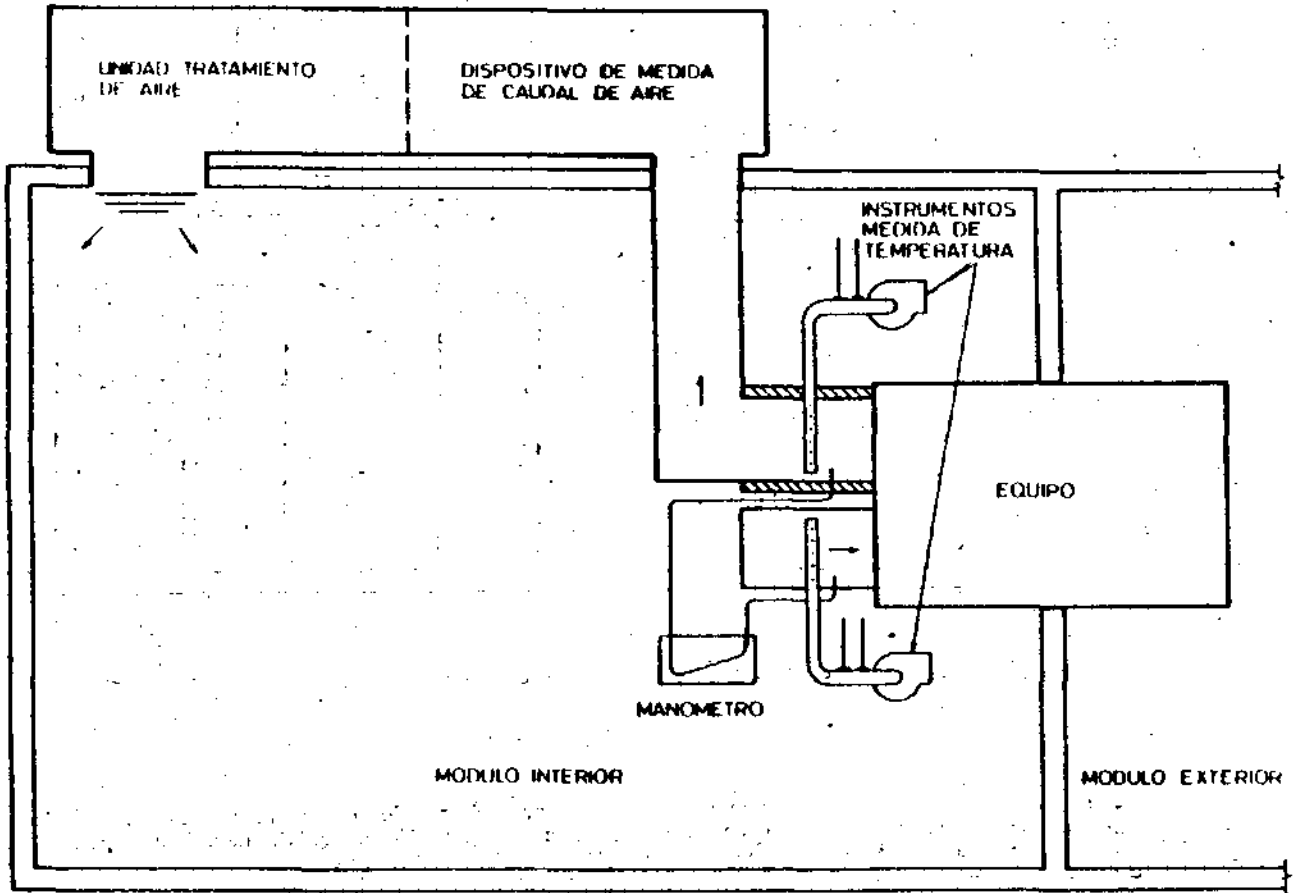 UNIDAD TRATAMIENTO
DE AIRE
DISPOSITIVO DE MEDIDA
DE CAUDAL DE AIRE
INSTRUMENTOS
MEDIDA DE
TEMPERATURA
EQUIPO
MANOMETRO
MODULO INTERIOR
MODULO EXTERIOR